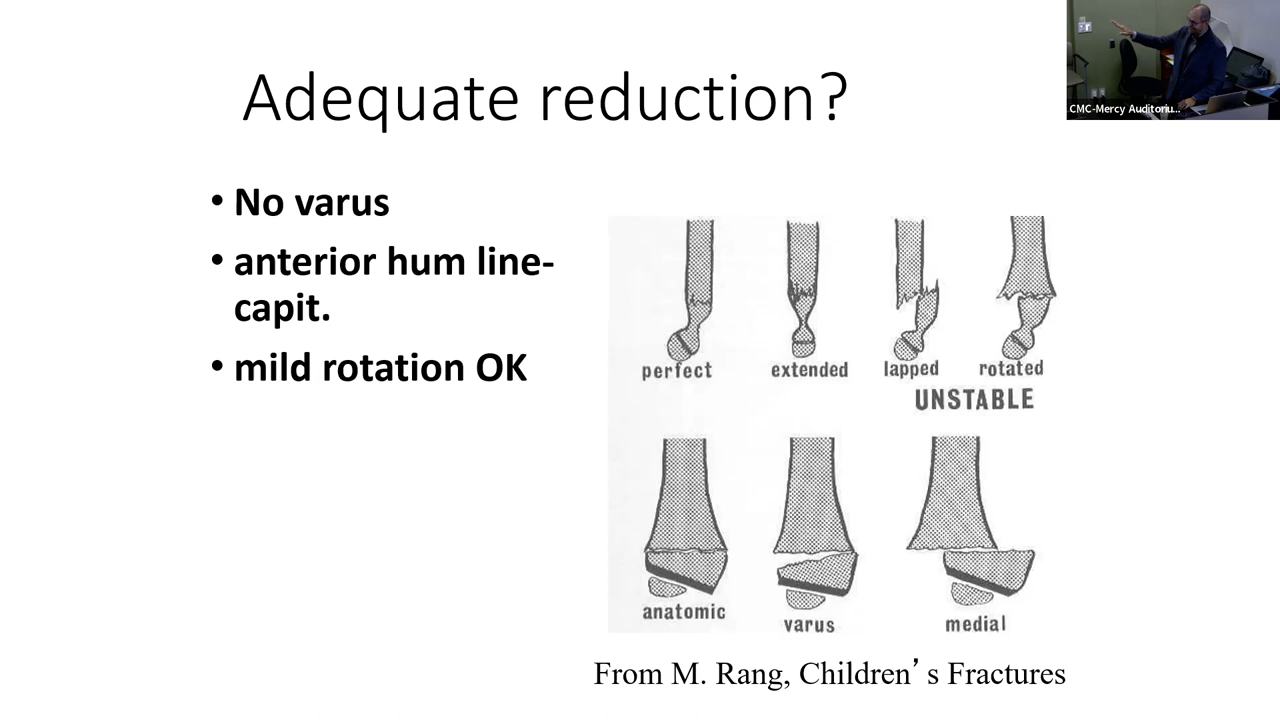 Adequate reduction?
CMC-Mercy Auditoriu...
• No varus
• anterior hum line-
capit.
• mild rotation OK
perfect extended lapped rotated
UNSTABLE
anatomic varus medial
From M. Rang, Children’s Fractures